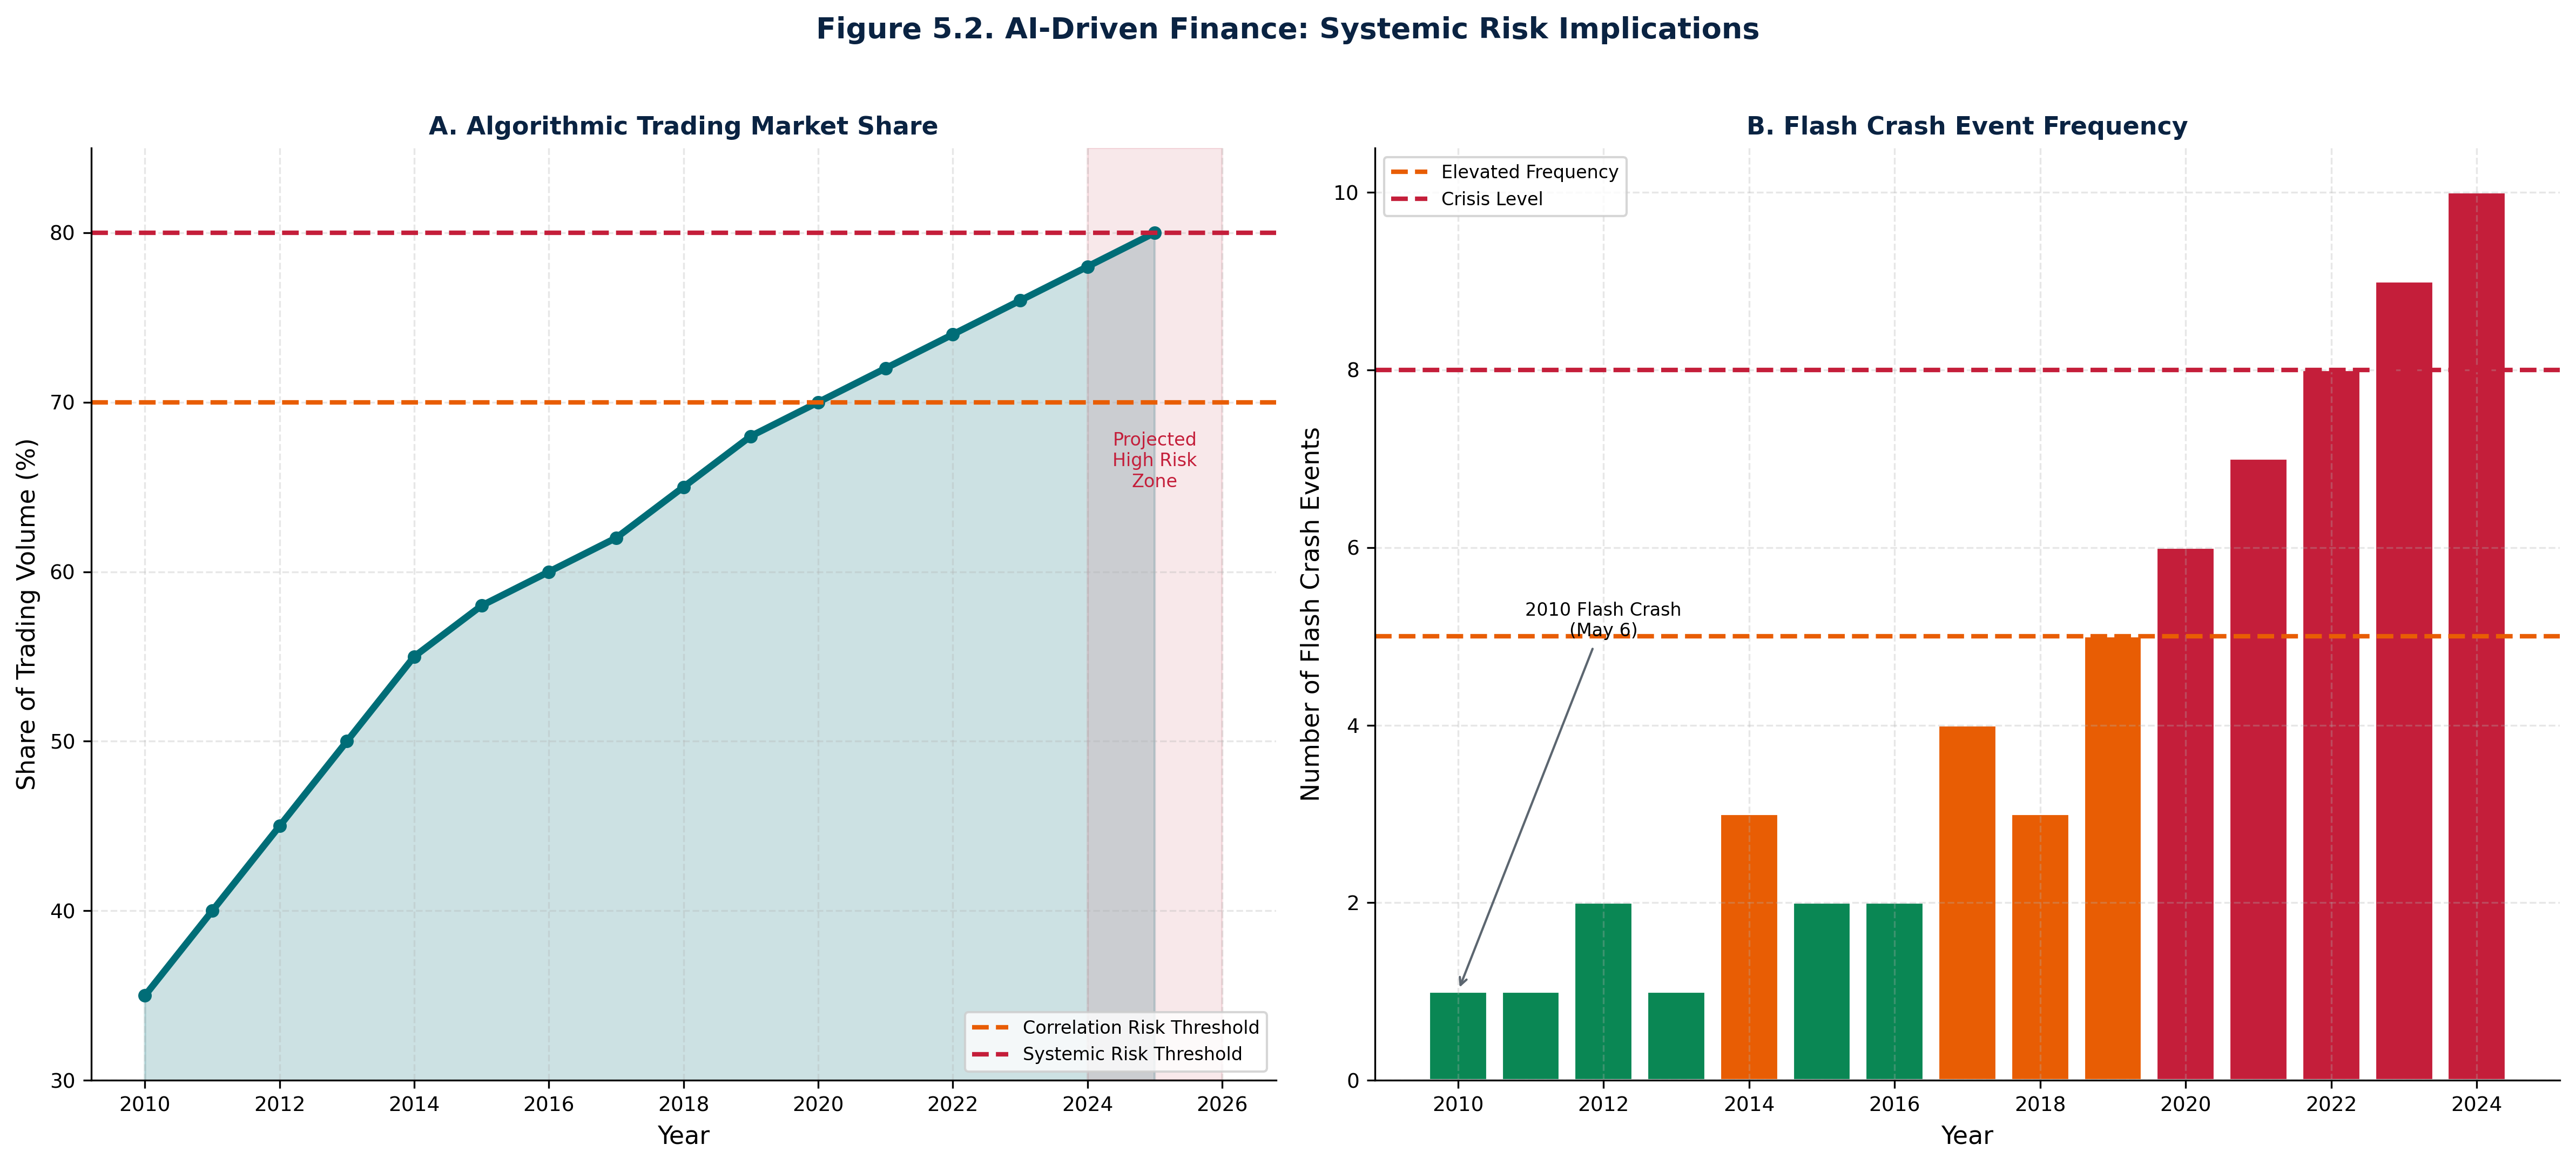 Figure 5.2. AI-Driven Finance: Systemic Risk Implications
A. Algorithmic Trading Market Share
Share of Trading Volume (%)
80
70
60
50
40
30
Projected
High Risk
Zone
Correlation Risk Threshold
Systemic Risk Threshold
2010 2012 2014 2016 2018 2020 2022 2024 2026
Year
B. Flash Crash Event Frequency
Elevated Frequency
Crisis Level
Number of Flash Crash Events
10
8
6
4
2
0
2010 Flash Crash
(May 6)
2010 2012 2014 2016 2018 2020 2022 2024
Year